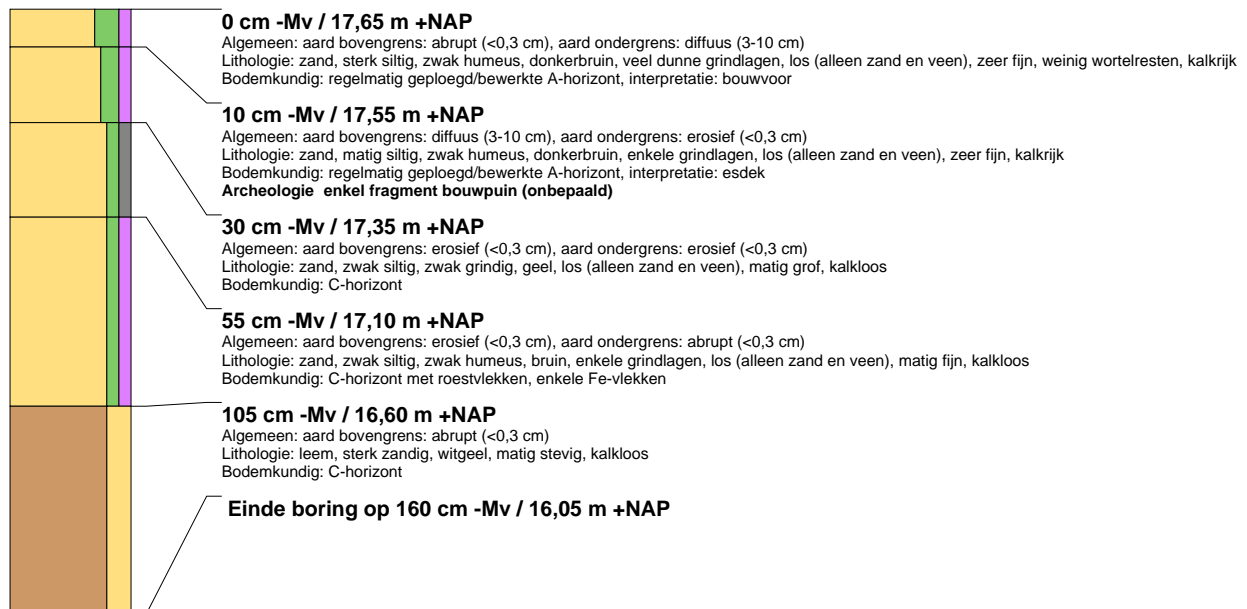 0 cm -Mv / 17,65 m +NAP
Algemeen: aard bovengrens: abrupt (<0,3 cm), aard ondergrens: diffuus (3-10 cm)
Lithologie: zand, sterk siltig, zwak humeus, donkerbruin, veel dunne grindlagen, los (alleen zand en veen), zeer fijn, weinig wortelresten, kalkrijk
Bodemkundig: regelmatig geploegd/bewerkte A-horizont, interpretatie: bouwvoor
10 cm -Mv / 17,55 m +NAP
Algemeen: aard bovengrens: diffuus (3-10 cm), aard ondergrens: erosief (<0,3 cm)
Lithologie: zand, matig siltig, zwak humeus, donkerbruin, enkele grindlagen, los (alleen zand en veen), zeer fijn, kalkrijk
Bodemkundig: regelmatig geploegd/bewerkte A-horizont, interpretatie: esdek
Archeologie enkel fragment bouwpuin (onbepaald)
30 cm -Mv / 17,35 m +NAP
Algemeen: aard bovengrens: erosief (<0,3 cm), aard ondergrens: erosief (<0,3 cm)
Lithologie: zand, zwak siltig, zwak grindig, geel, los (alleen zand en veen), matig grof, kalkloos
Bodemkundig: C-horizont
55 cm -Mv / 17,10 m +NAP
Algemeen: aard bovengrens: erosief (<0,3 cm), aard ondergrens: abrupt (<0,3 cm)
Lithologie: zand, zwak siltig, zwak humeus, bruin, enkele grindlagen, los (alleen zand en veen), matig fijn, kalkloos
Bodemkundig: C-horizont met roestvlekken, enkele Fe-vlekken
105 cm -Mv / 16,60 m +NAP
Algemeen: aard bovengrens: abrupt (<0,3 cm)
Lithologie: leem, sterk zandig, witgeel, matig stevig, kalkloos
Bodemkundig: C-horizont
Einde boring op 160 cm -Mv / 16,05 m +NAP